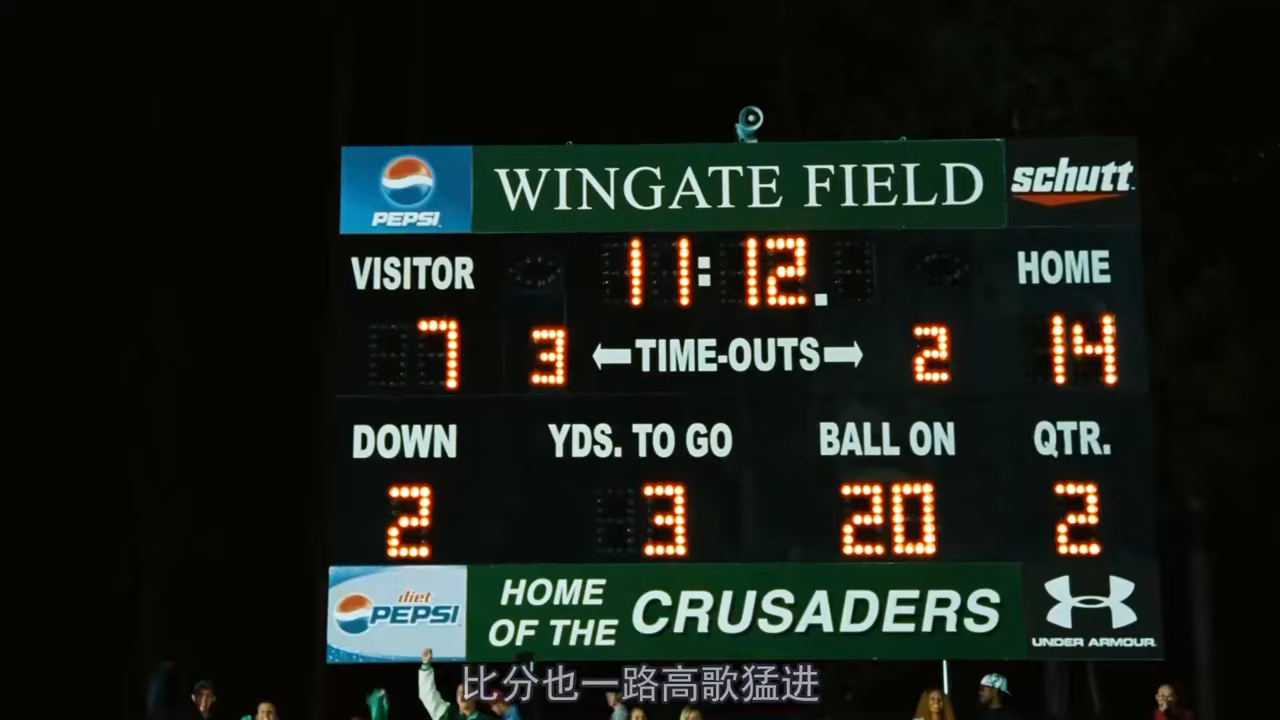 PEPSI
WINGATE FIELD
schutt
VISITOR 11:12. HOME
7 3 ←TIME-OUTS→ 2 14
DOWN YDS. TO GO BALL ON QTR.
2 3 20 2
diet PEPSI
HOME OF THE CRUSADERS
UNDER ARMOUR
比分也一路高歌猛进